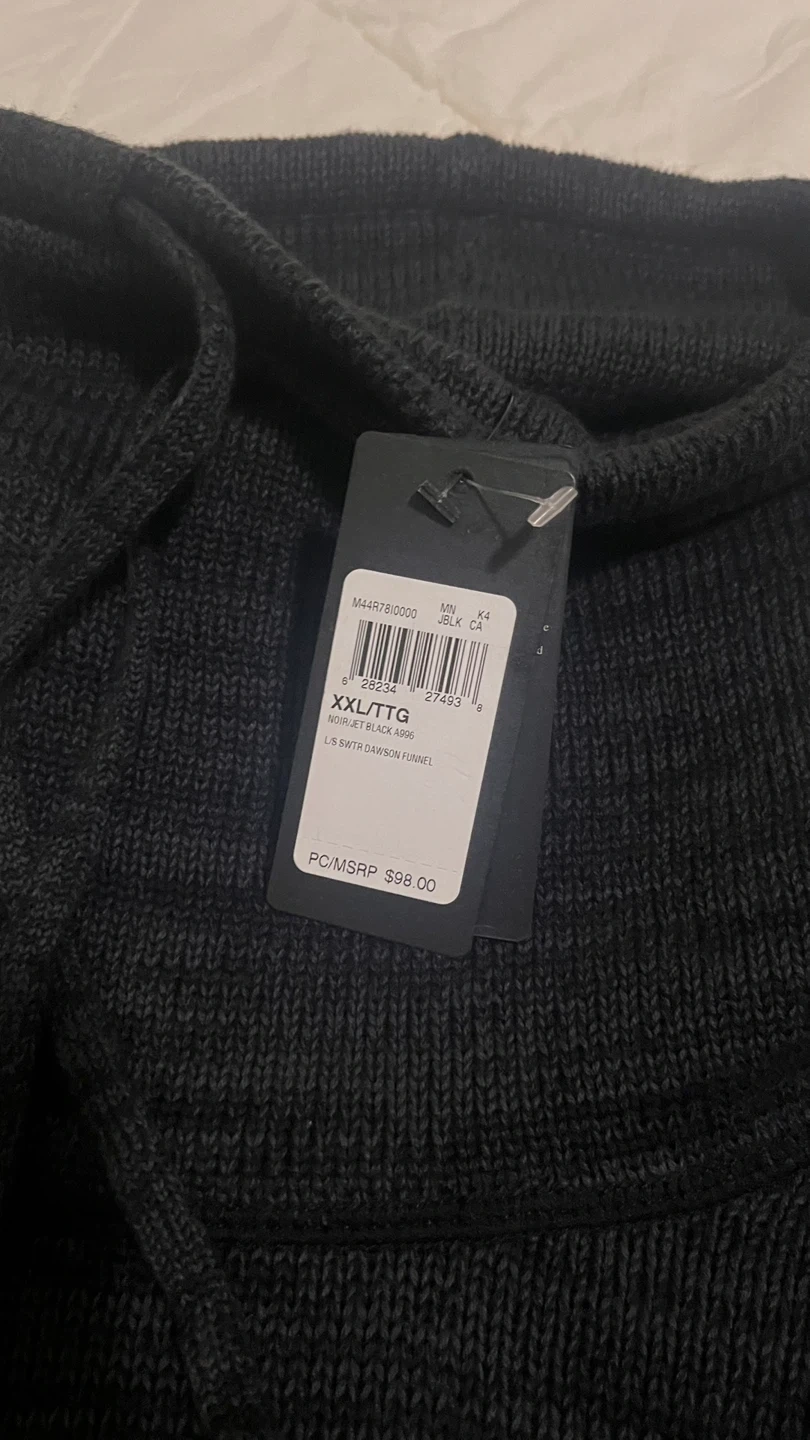 M44R78I0000 MN K4
JBLK CA
6 28234 27493 8
XXL/TTG
NOIR/JET BLACK A996
L/S SWTR DAWSON FUNNEL
PC/MSRP $98.00
e
d